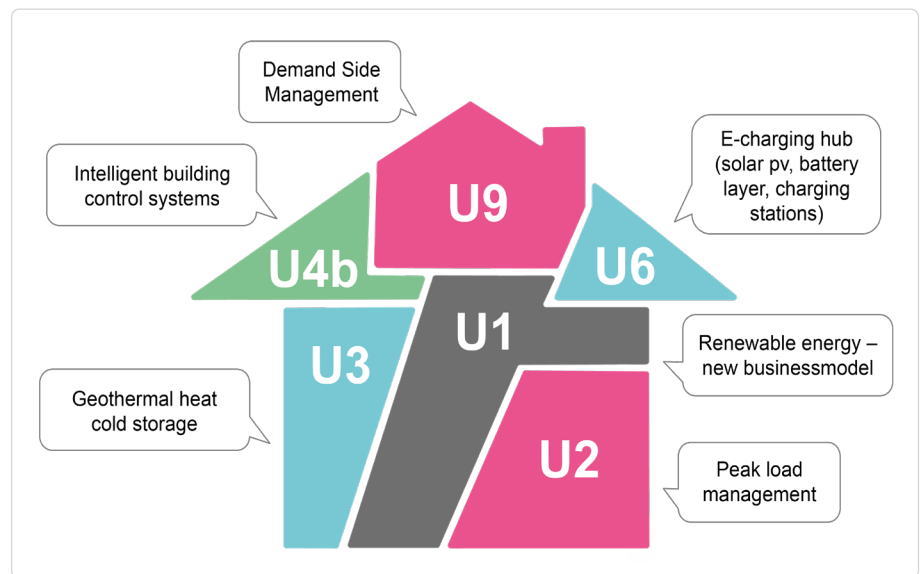 Demand Side
Management
E-charging hub
(solar pv, battery
layer, charging
stations)
Intelligent building
control systems
U9
U4b
U6
U1
U3
Renewable energy –
new businessmodel
Geothermal heat
cold storage
U2
Peak load
management